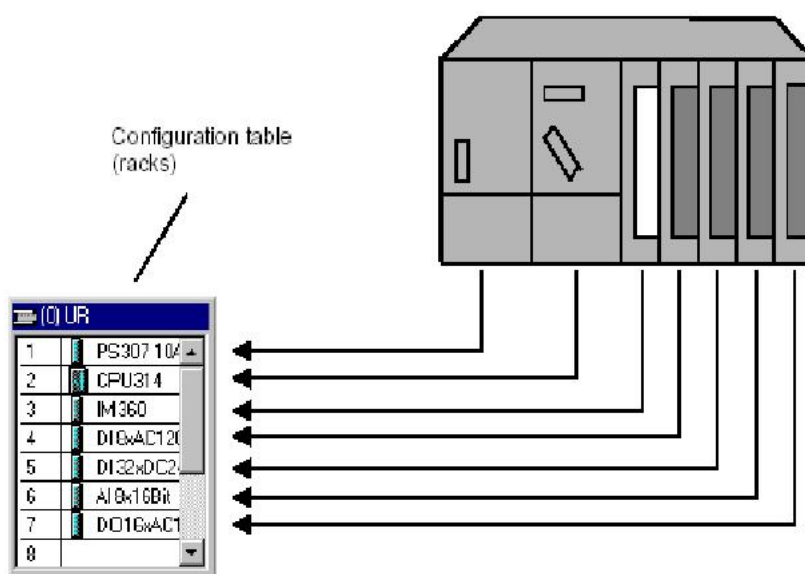 Configuration table
(racks)
(0) UR
1 PS307 10A
2 CPU314
3 IM360
4 DI8xAC120
5 DI32xDC24
6 AI8x16Bit
7 DO16xAC1
8